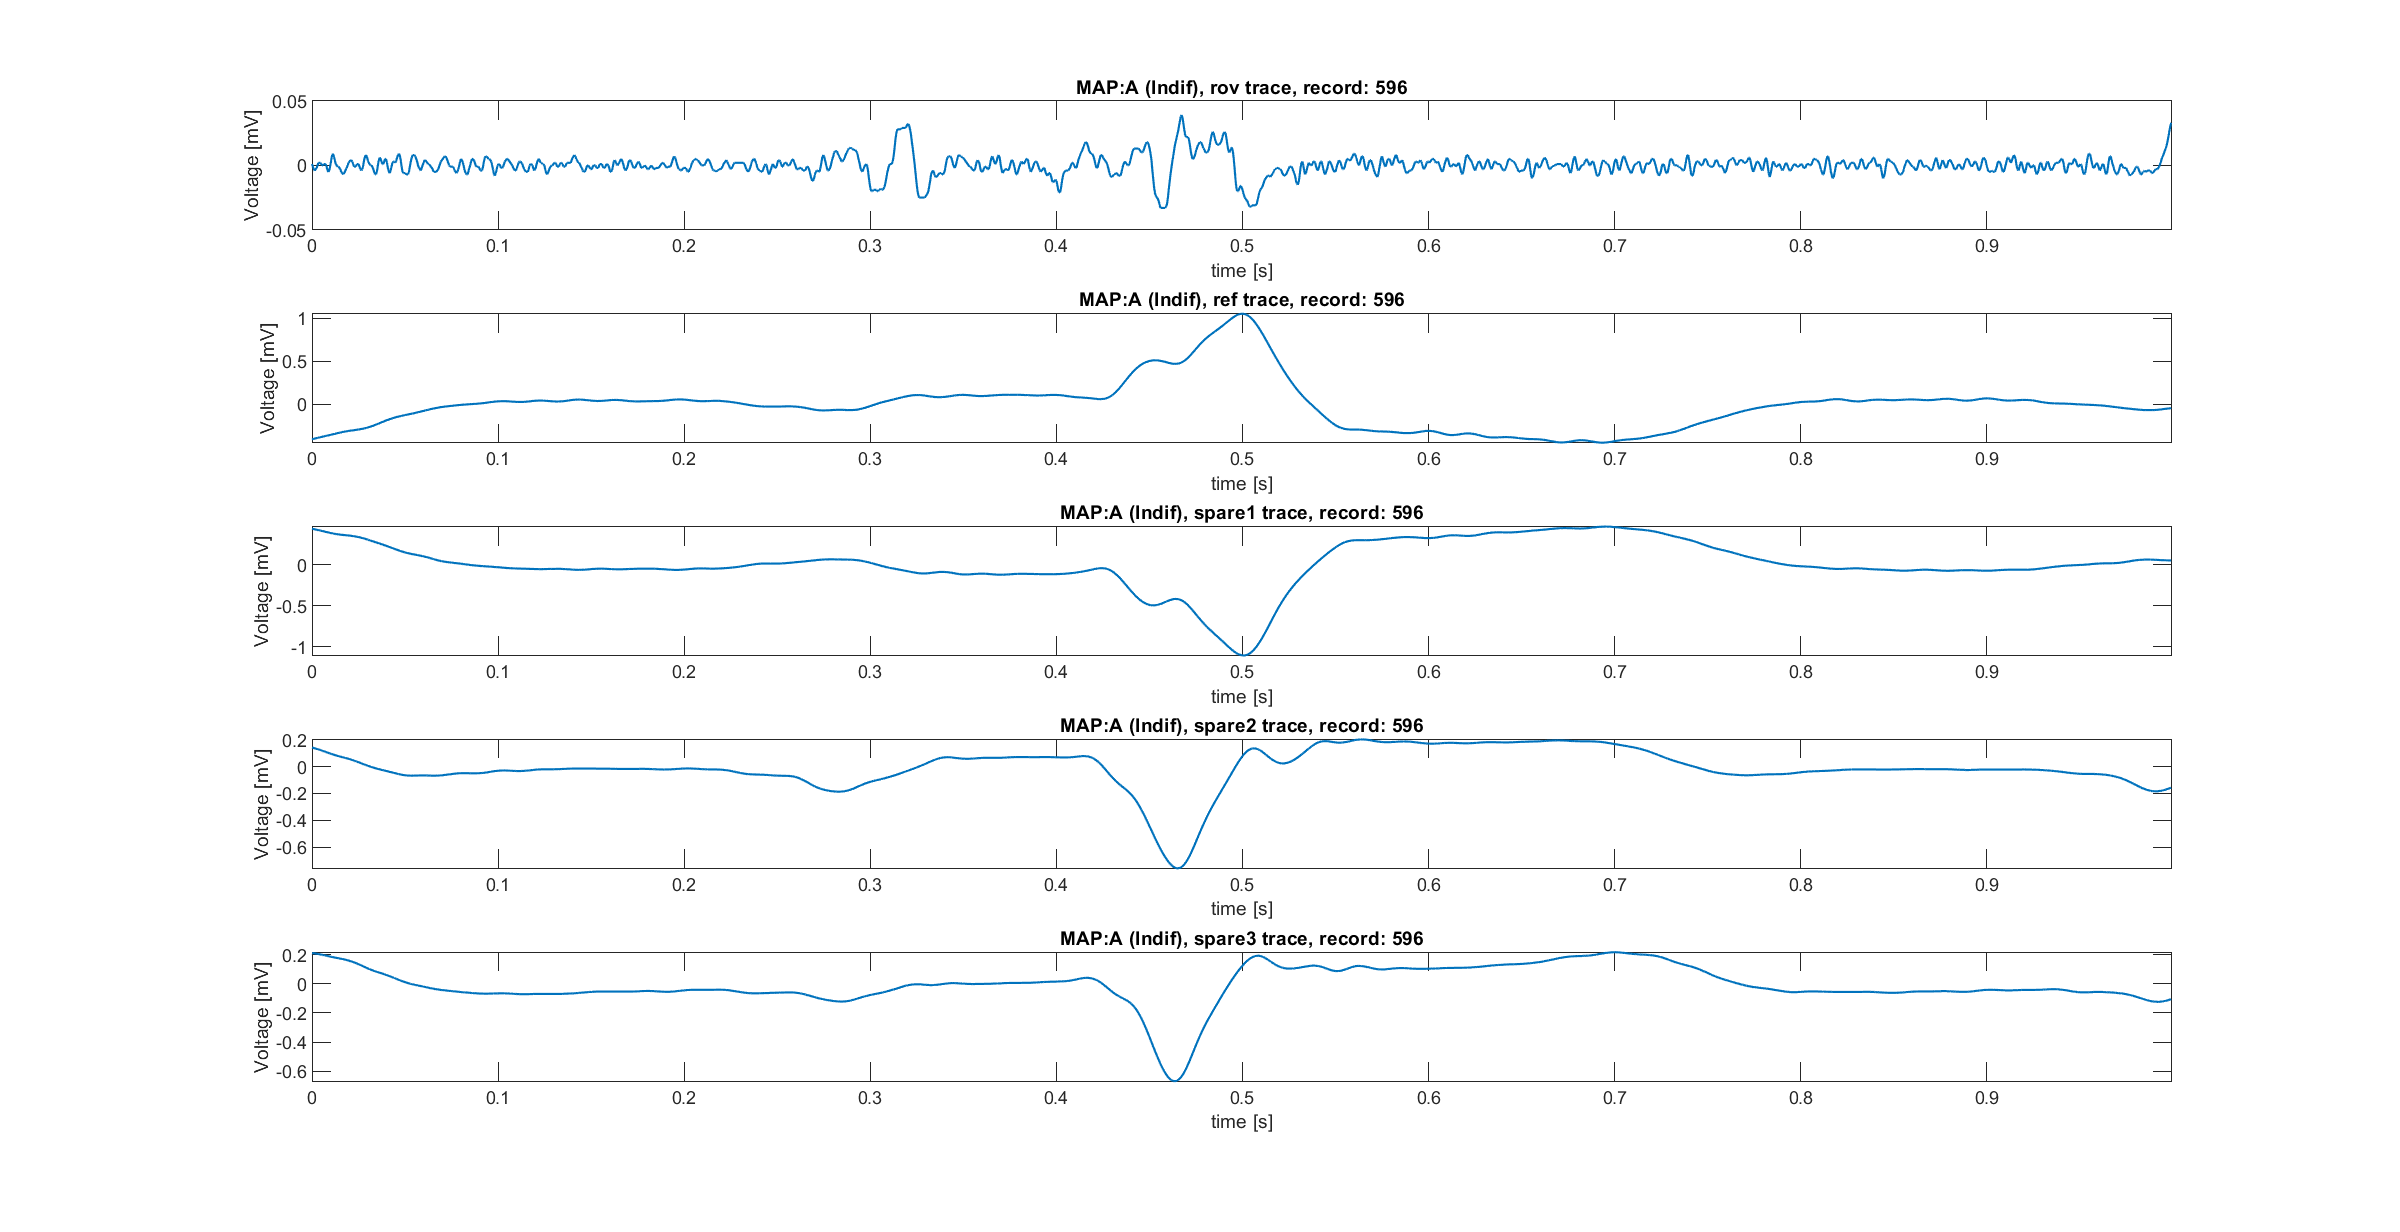 MAP:A (Indif), rov trace, record: 596
Voltage [mV]
0.05
0
-0.05
0 0.1 0.2 0.3 0.4 0.5 0.6 0.7 0.8 0.9
time [s]
MAP:A (Indif), ref trace, record: 596
Voltage [mV]
1
0.5
0
0 0.1 0.2 0.3 0.4 0.5 0.6 0.7 0.8 0.9
time [s]
MAP:A (Indif), spare1 trace, record: 596
Voltage [mV]
0
-0.5
-1
0 0.1 0.2 0.3 0.4 0.5 0.6 0.7 0.8 0.9
time [s]
MAP:A (Indif), spare2 trace, record: 596
Voltage [mV]
0.2
0
-0.2
-0.4
-0.6
0 0.1 0.2 0.3 0.4 0.5 0.6 0.7 0.8 0.9
time [s]
MAP:A (Indif), spare3 trace, record: 596
Voltage [mV]
0.2
0
-0.2
-0.4
-0.6
0 0.1 0.2 0.3 0.4 0.5 0.6 0.7 0.8 0.9
time [s]